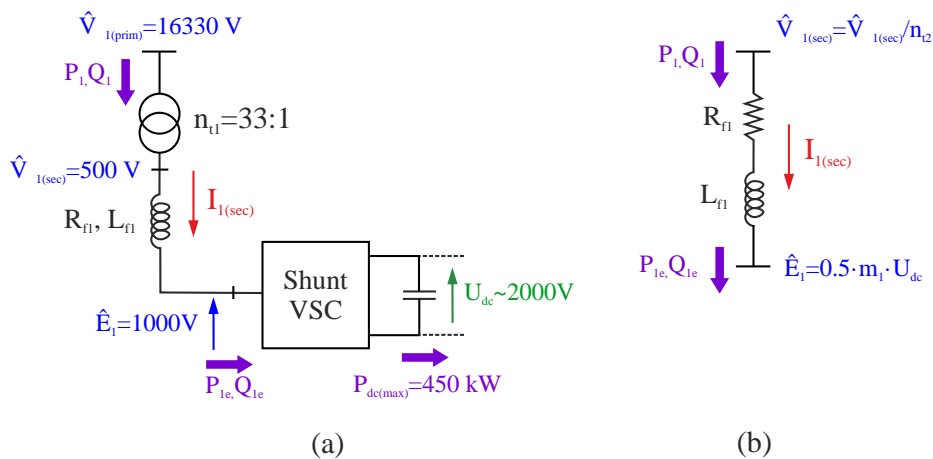 V̂ 1(prim)=16330 V
P1,Q1
nt1=33:1
V̂ 1(sec)=500 V
I1(sec)
Rf1, Lf1
Shunt
VSC
Udc~2000V
Ê1=1000V
P1e,Q1e
Pdc(max)=450 kW
(a)
V̂ 1(sec)=V̂ 1(sec)/nt2
P1,Q1
Rf1
I1(sec)
Lf1
P1e,Q1e
Ê1=0.5·m1·Udc
(b)